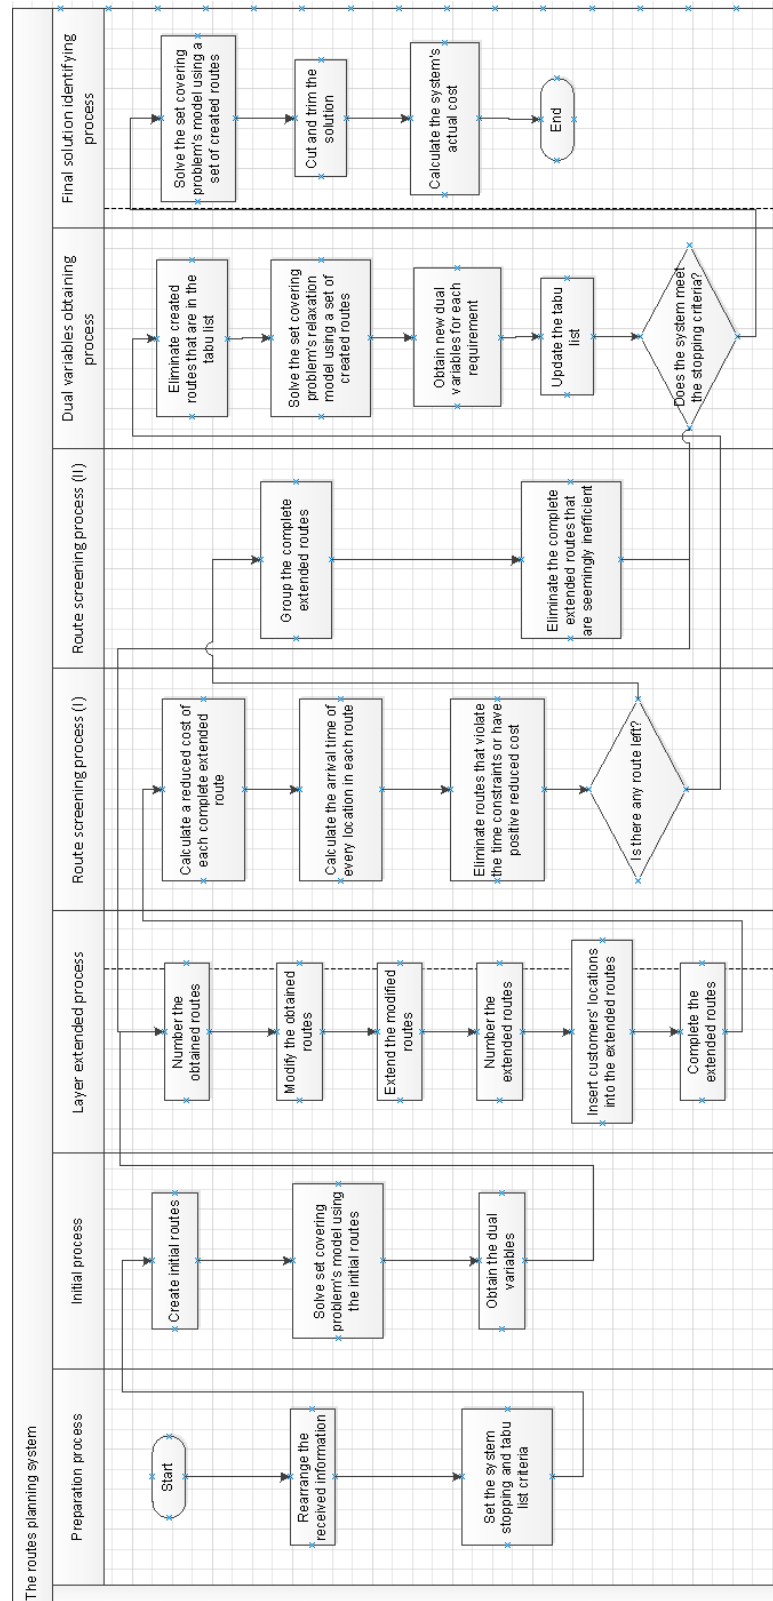 The routes planning system
Preparation process
Start
Rearrange the
received information
Set the system
stopping and tabu
list criteria
Initial process
Create initial routes
Solve set covering
problem's model using
the initial routes
Obtain the dual
variables
Layer extended process
Number the
obtained routes
Modify the obtained
routes
Extend the modified
routes
Number the
extended routes
Insert customers' locations
into the extended routes
Complete the
extended routes
Route screening process (I)
Calculate a reduced cost of
each complete extended
route
Calculate the arrival time of
every location in each route
Eliminate routes that violate
the time constraints or have
positive reduced cost
Is there any route left?
Route screening process (II)
Group the complete
extended routes
Eliminate the complete
extended routes that
are seemingly inefficient
Dual variables obtaining
process
Eliminate created
routes that are in the
tabu list
Solve the set covering
problem's relaxation
model using a set of
created routes
Obtain new dual
variables for each
requirement
Update the tabu
list
Does the system meet
the stopping criteria?
Final solution identifying
process
Solve the set covering
problem's model using a
set of created routes
Cut and trim the
solution
Calculate the system's
actual cost
End